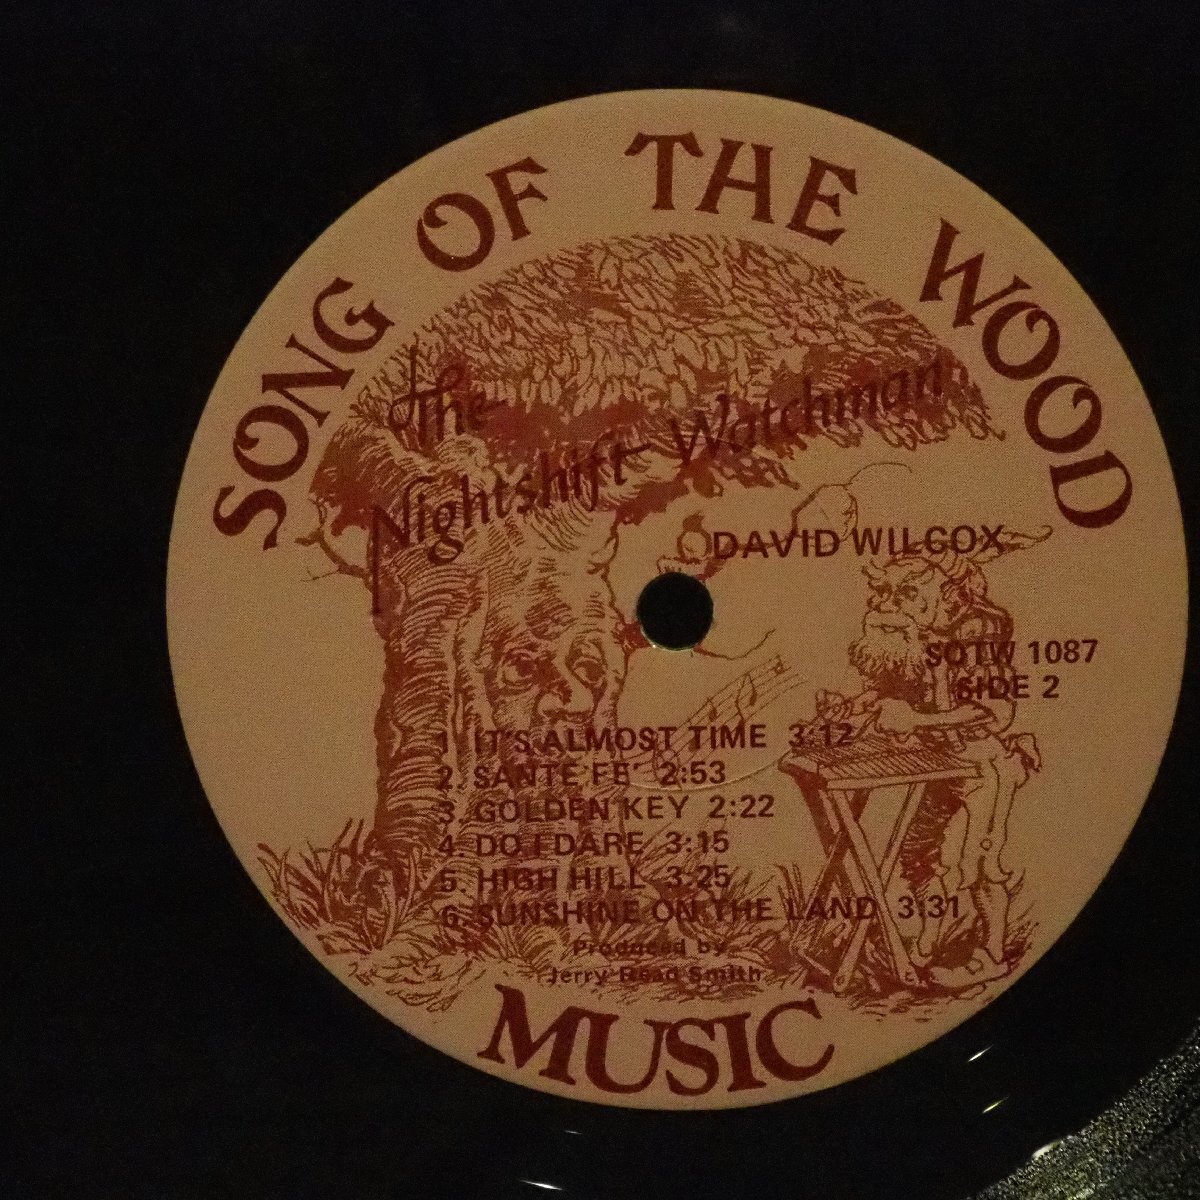 SONG OF THE WOOD
The
Nightshift Watchman
DAVID WILCOX
SOTW 1087
SIDE 2
1. IT'S ALMOST TIME 3:12
2. SANTE FE' 2:53
3. GOLDEN KEY 2:22
4. DO I DARE 3:15
5. HIGH HILL 3:25
6. SUNSHINE ON THE LAND 3:31
Produced by
Jerry Read Smith
MUSIC